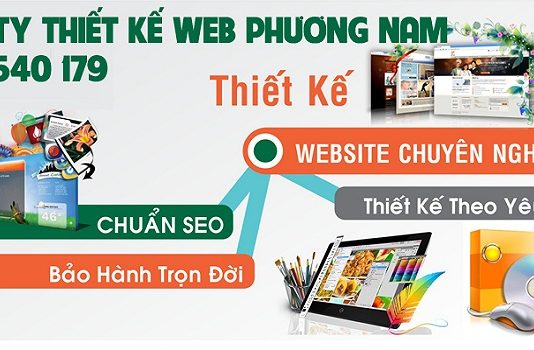 TY THIẾT KẾ WEB PHƯƠNG NAM
540 179
Thiết Kế
WEBSITE CHUYÊN NGH
Thiết Kế Theo Yê
CHUẨN SEO
Bảo Hành Trọn Đời
46°